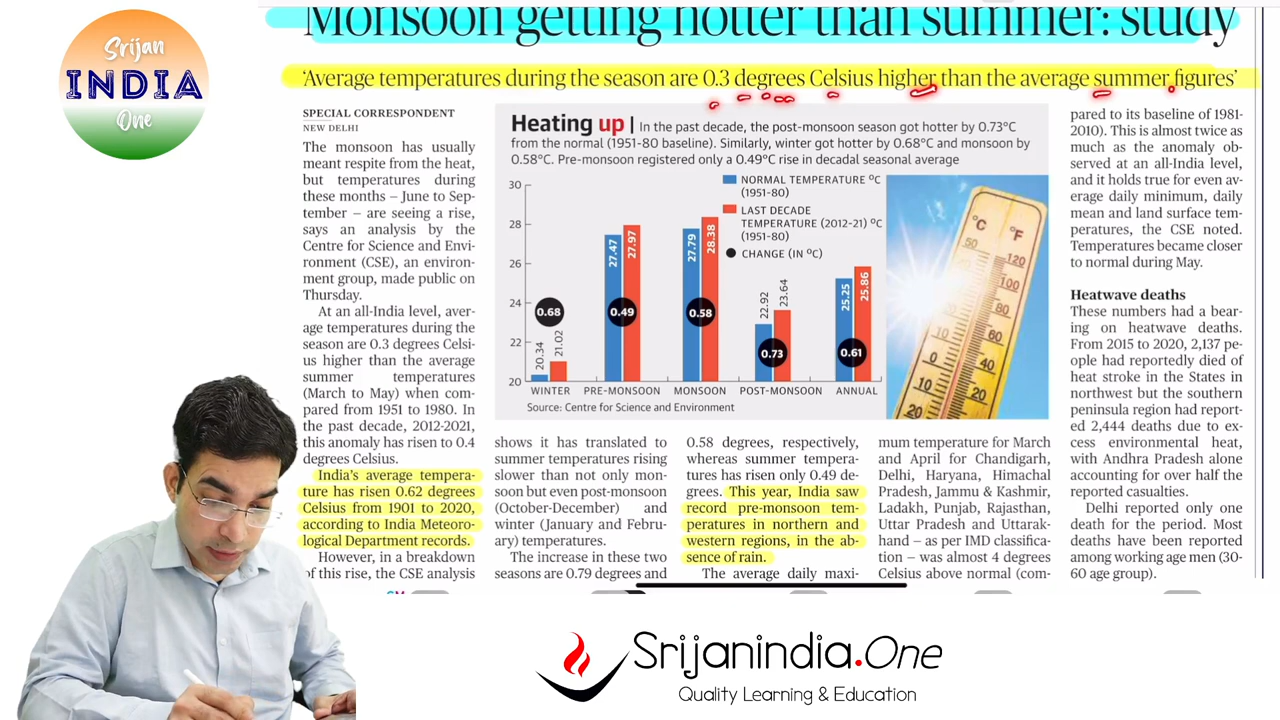 Srijan
INDIA
One
Monsoon getting hotter than summer: study
‘Average temperatures during the season are 0.3 degrees Celsius higher than the average summer figures’
SPECIAL CORRESPONDENT
NEW DELHI
The monsoon has usually
meant respite from the heat,
but temperatures during
these months – June to Sep-
tember – are seeing a rise,
says an analysis by the
Centre for Science and Envi-
ronment (CSE), an environ-
ment group, made public on
Thursday.
At an all-India level, aver-
age temperatures during the
season are 0.3 degrees Celsi-
us higher than the average
summer temperatures
(March to May) when com-
pared from 1951 to 1980. In
the past decade, 2012-2021,
this anomaly has risen to 0.4
degrees Celsius.
India’s average tempera-
ture has risen 0.62 degrees
Celsius from 1901 to 2020,
according to India Meteoro-
logical Department records.
However, in a breakdown
of this rise, the CSE analysis
Heating up | In the past decade, the post-monsoon season got hotter by 0.73°C
from the normal (1951-80 baseline). Similarly, winter got hotter by 0.68°C and monsoon by
0.58°C. Pre-monsoon registered only a 0.49°C rise in decadal seasonal average
NORMAL TEMPERATURE ºC
(1951-80)
LAST DECADE
TEMPERATURE (2012-21) ºC
(1951-80)
CHANGE (IN ºC)
30
28
26
24
22
20
20.34
21.02
0.68
27.47
27.97
0.49
27.79
28.38
0.58
22.92
23.64
0.73
25.25
25.86
0.61
WINTER PRE-MONSOON MONSOON POST-MONSOON ANNUAL
Source: Centre for Science and Environment
°C °F
50
120
100
80
60
40
20
0
10
20
shows it has translated to
summer temperatures rising
slower than not only mon-
soon but even post-monsoon
(October-December) and
winter (January and Febru-
ary) temperatures.
The increase in these two
seasons are 0.79 degrees and
0.58 degrees, respectively,
whereas summer tempera-
tures has risen only 0.49 de-
grees. This year, India saw
record pre-monsoon tem-
peratures in northern and
western regions, in the ab-
sence of rain.
The average daily maxi-
mum temperature for March
and April for Chandigarh,
Delhi, Haryana, Himachal
Pradesh, Jammu & Kashmir,
Ladakh, Punjab, Rajasthan,
Uttar Pradesh and Uttarak-
hand – as per IMD classifica-
tion – was almost 4 degrees
Celsius above normal (com-
pared to its baseline of 1981-
2010). This is almost twice as
much as the anomaly ob-
served at an all-India level,
and it holds true for even av-
erage daily minimum, daily
mean and land surface tem-
peratures, the CSE noted.
Temperatures became closer
to normal during May.
Heatwave deaths
These numbers had a bear-
ing on heatwave deaths.
From 2015 to 2020, 2,137 pe-
ople had reportedly died of
heat stroke in the States in
northwest but the southern
peninsula region had report-
ed 2,444 deaths due to ex-
cess environmental heat,
with Andhra Pradesh alone
accounting for over half the
reported casualties.
Delhi reported only one
death for the period. Most
deaths have been reported
among working age men (30-
60 age group).
Srijanindia.One
Quality Learning & Education